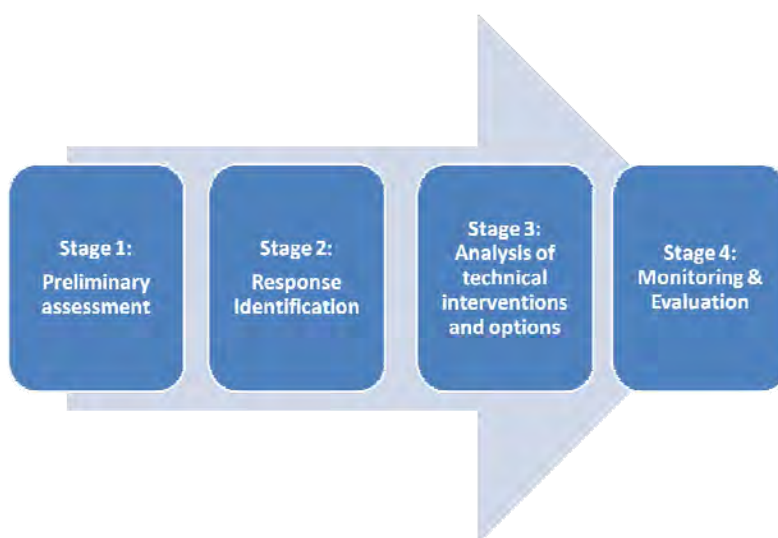 Stage 1:
Preliminary
assessment
Stage 2:
Response
Identification
Stage 3:
Analysis of
technical
interventions
and options
Stage 4:
Monitoring &
Evaluation